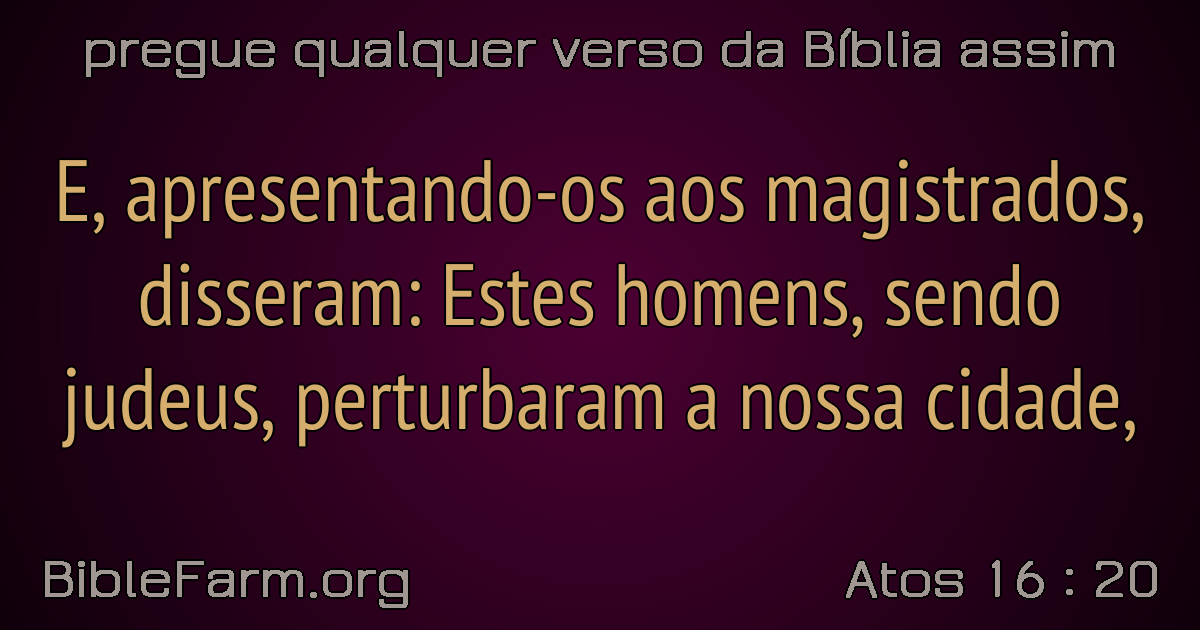 pregue qualquer verso da Bíblia assim
E, apresentando-os aos magistrados,
disseram: Estes homens, sendo
judeus, perturbaram a nossa cidade,
BibleFarm.org
Atos 16 : 20